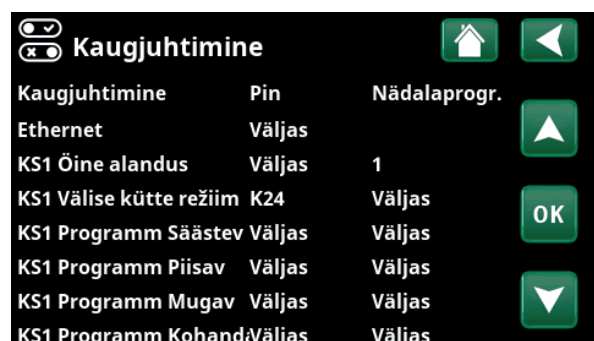 Kaugjuhtimine
Kaugjuhtimine Pin Nädalaprogr.
Ethernet Väljas
KS1 Öine alandus Väljas 1
KS1 Välise kütte režiim K24 Väljas
OK
KS1 Programm Säästev Väljas Väljas
KS1 Programm Piisav Väljas Väljas
KS1 Programm Mugav Väljas Väljas
KS1 Programm Kohanda Väljas Väljas